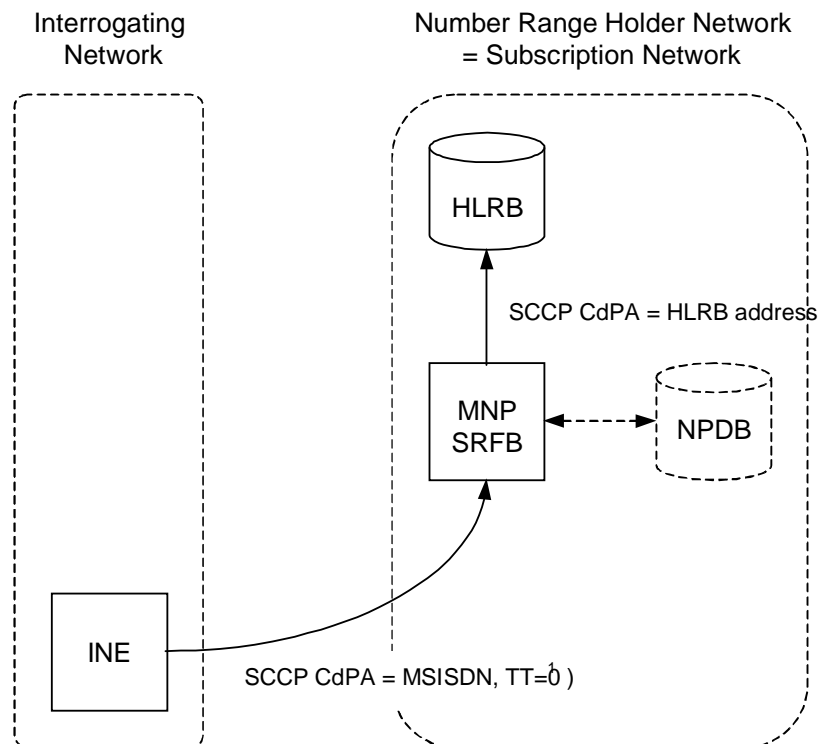 Interrogating
Network
Number Range Holder Network
= Subscription Network
HLRB
SCCP CdPA = HLRB address
MNP
SRFB
NPDB
INE
SCCP CdPA = MSISDN, TT=0 1)